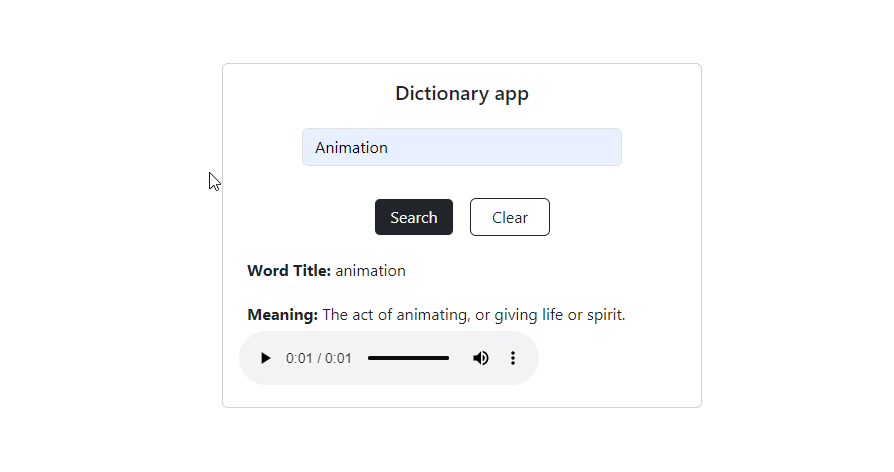 Dictionary app
Animation
Search Clear
Word Title: animation
Meaning: The act of animating, or giving life or spirit.
0:01 / 0:01